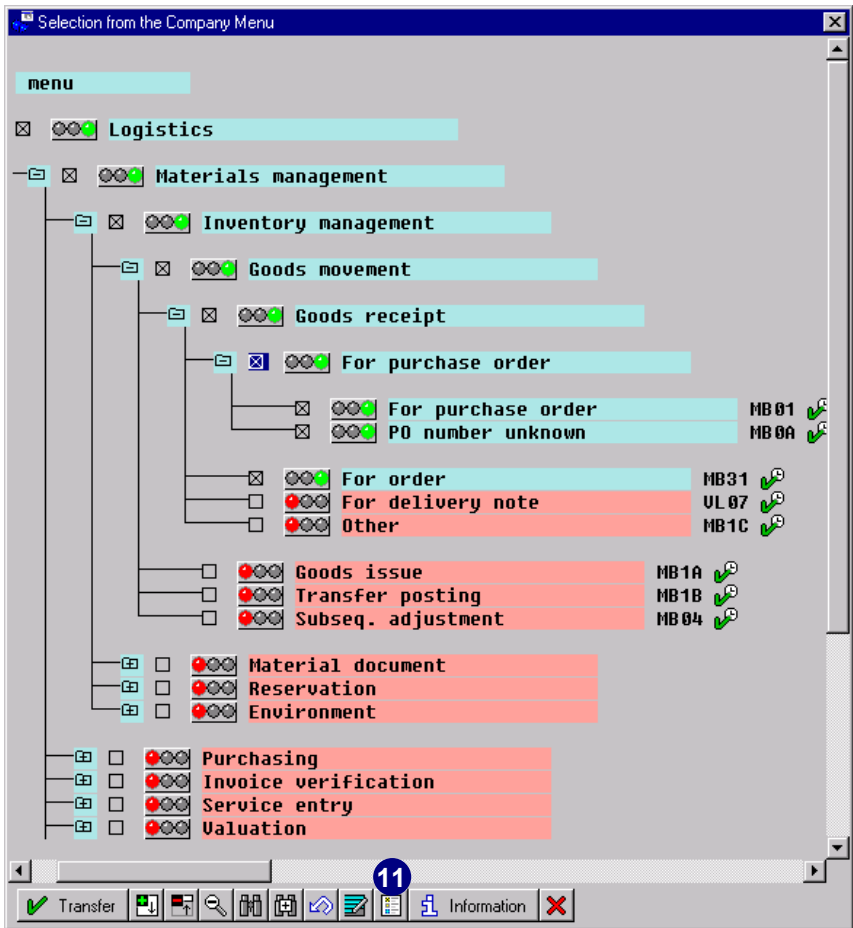 Selection from the Company Menu
menu
Logistics
Materials management
Inventory management
Goods movement
Goods receipt
For purchase order
For purchase order MB01
PO number unknown MB0A
For order MB31
For delivery note VL07
Other MB1C
Goods issue MB1A
Transfer posting MB1B
Subseq. adjustment MB04
Material document
Reservation
Environment
Purchasing
Invoice verification
Service entry
Valuation
11
Transfer Information